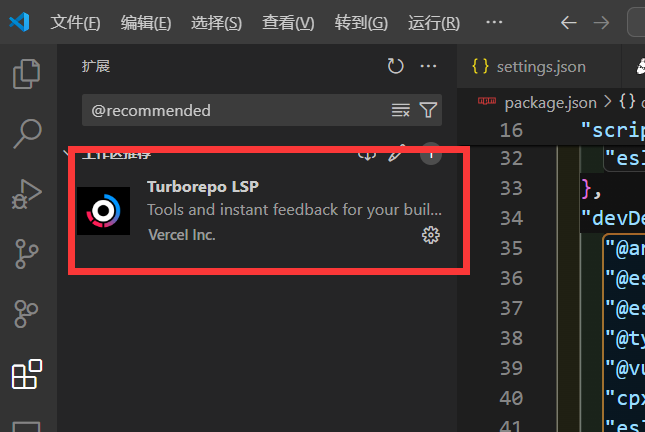 文件(F) 编辑(E) 选择(S) 查看(V) 转到(G) 运行(R) ···
扩展
@recommended
工作区推荐 1
Turborepo LSP
Tools and instant feedback for your buil...
Vercel Inc.
{ } settings.json
package.json > { }
16 "scrip
32 "esl
33 },
34 "devDe
35 "@an
36 "@es
37 "@es
38 "@ty
39 "@vu
40 "cpx
41 "esl